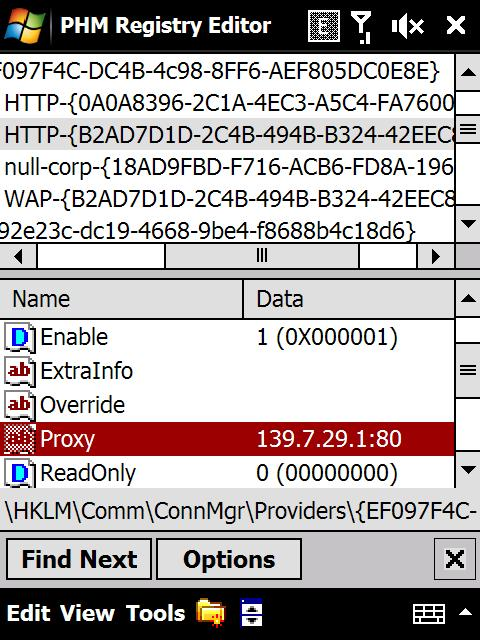 PHM Registry Editor
F097F4C-DC4B-4c98-8FF6-AEF805DC0E8E}
HTTP-{0A0A8396-2C1A-4EC3-A5C4-FA7600
HTTP-{B2AD7D1D-2C4B-494B-B324-42EEC8
null-corp-{18AD9FBD-F716-ACB6-FD8A-196
WAP-{B2AD7D1D-2C4B-494B-B324-42EEC8
92e23c-dc19-4668-9be4-f8688b4c18d6}
Name Data
Enable 1 (0X000001)
ExtraInfo
Override
Proxy 139.7.29.1:80
ReadOnly 0 (00000000)
\HKLM\Comm\ConnMgr\Providers\{EF097F4C-
Find Next Options
Edit View Tools